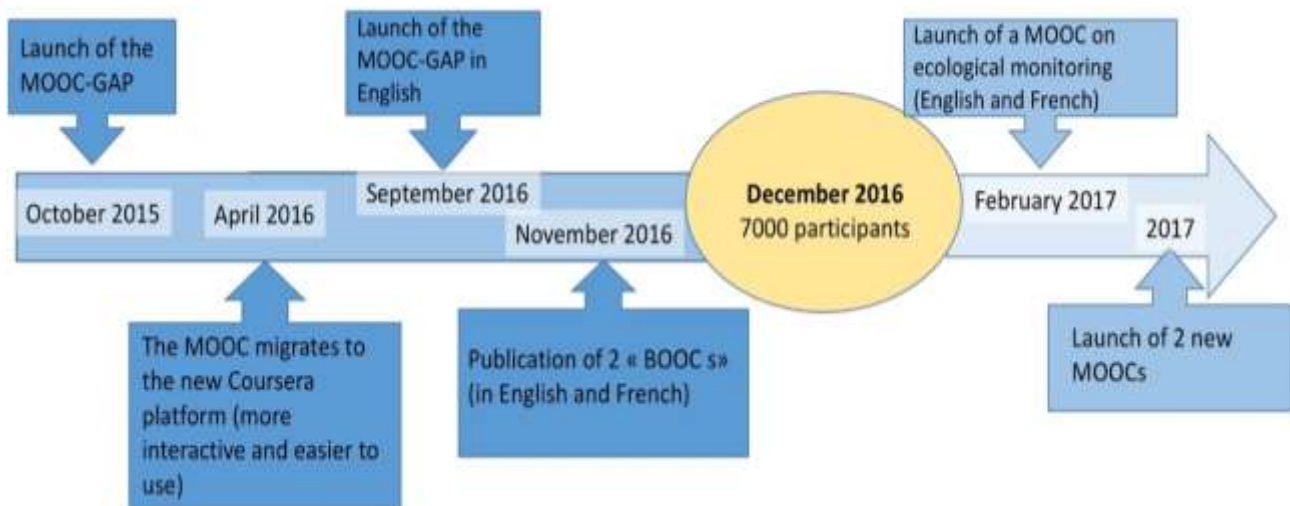 Launch of the
MOOC-GAP
Launch of the
MOOC-GAP in
English
Launch of a MOOC on
ecological monitoring
(English and French)
October 2015
April 2016
September 2016
November 2016
December 2016
7000 participants
February 2017
2017
The MOOC migrates to
the new Coursera
platform (more
interactive and easier to
use)
Publication of 2 « BOOC s»
(in English and French)
Launch of 2 new
MOOCs